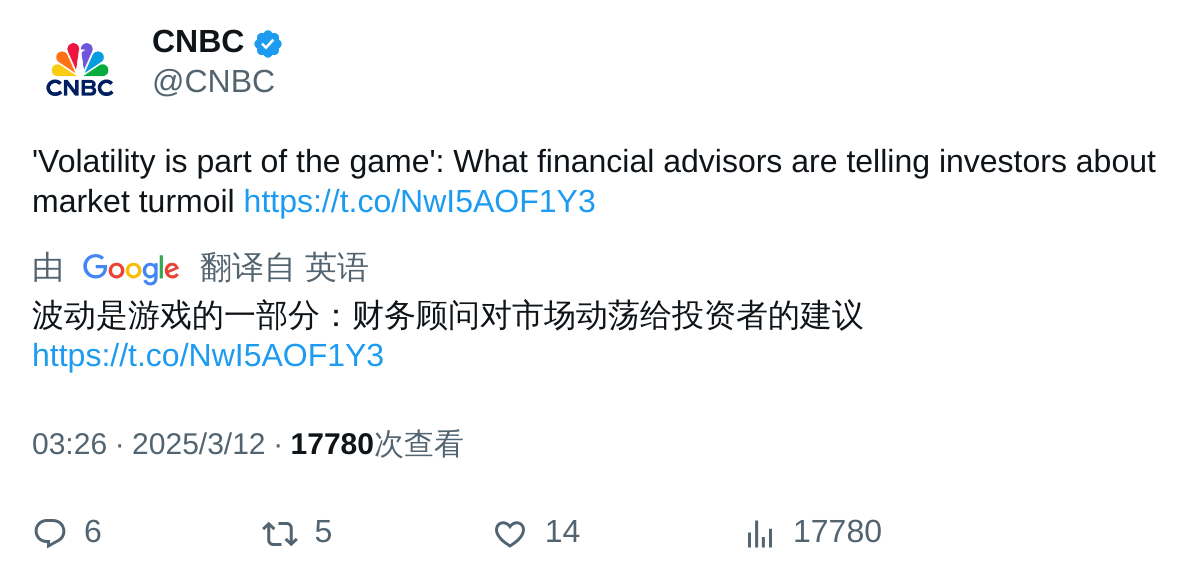 CNBC
@CNBC
CNBC
'Volatility is part of the game': What financial advisors are telling investors about
market turmoil https://t.co/NwI5AOF1Y3
由 Google 翻译自 英语
波动是游戏的一部分：财务顾问对市场动荡给投资者的建议
https://t.co/NwI5AOF1Y3
03:26 · 2025/3/12 · 17780次查看
6 5 14 17780